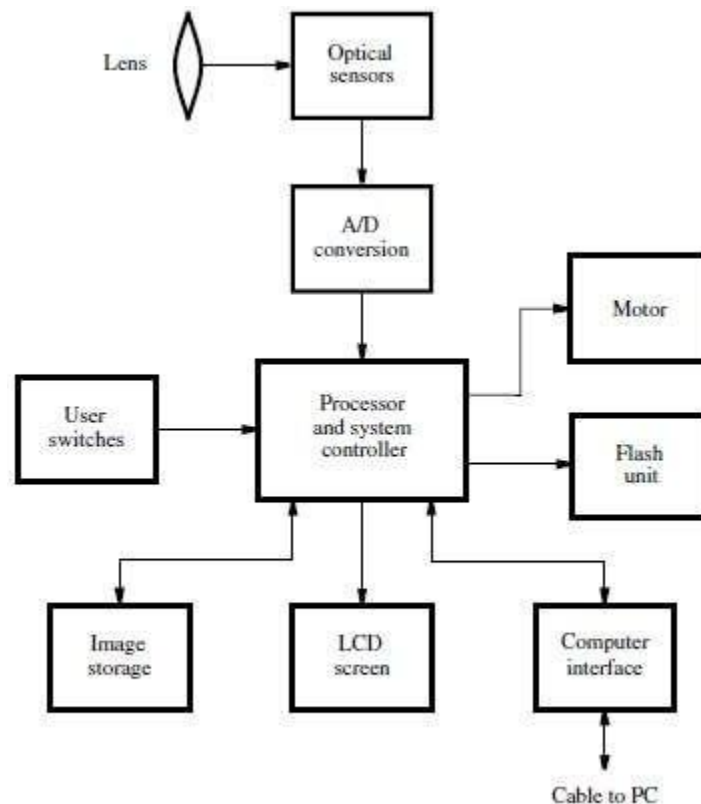 Lens
Optical
sensors
A/D
conversion
Motor
User
switches
Processor
and system
controller
Flash
unit
Image
storage
LCD
screen
Computer
interface
Cable to PC